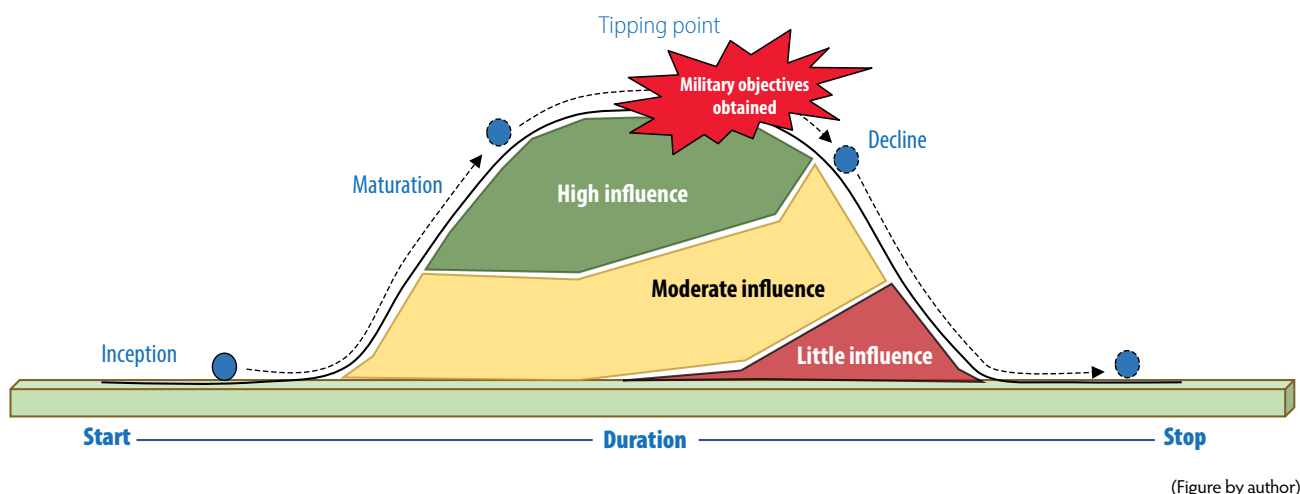 Tipping point
Military objectives
obtained
Decline
Maturation
High influence
Moderate influence
Inception
Little influence
Start
Duration
Stop
(Figure by author)